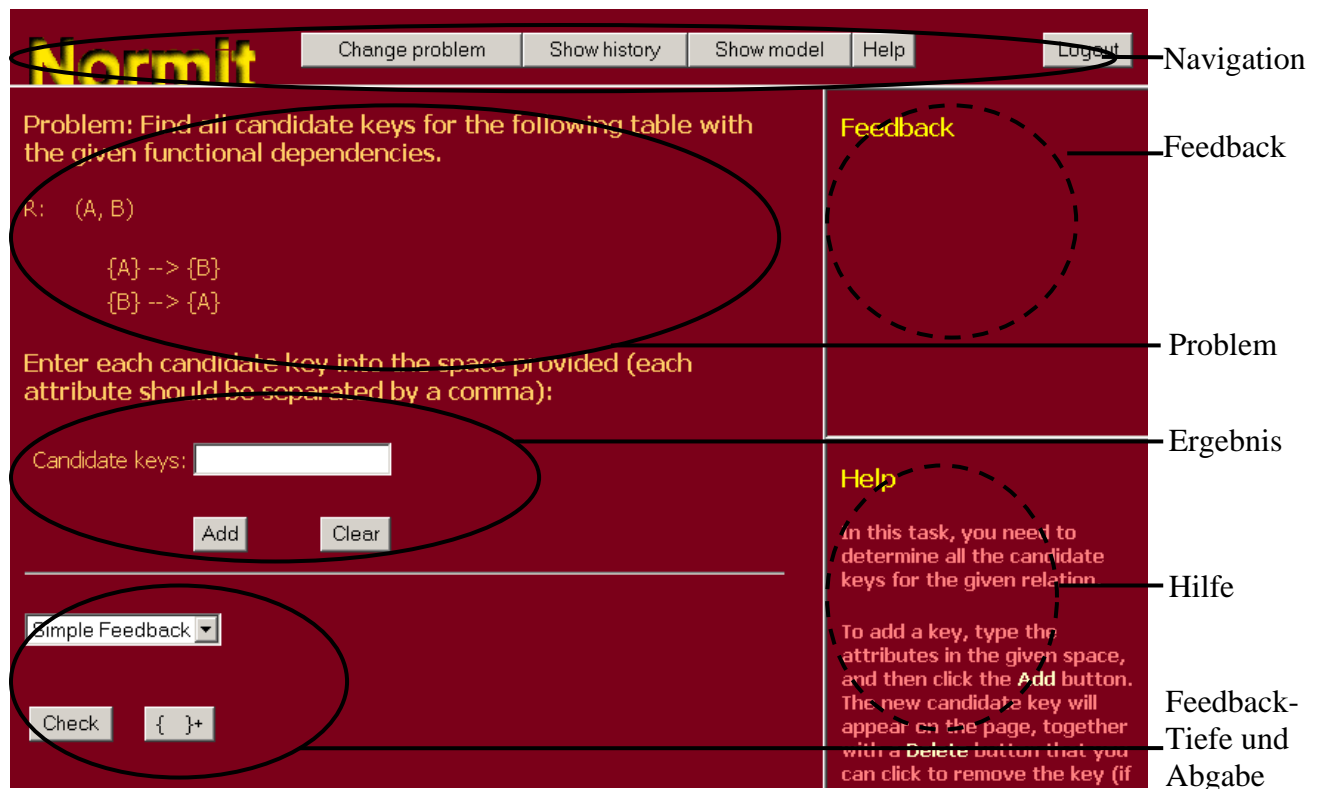 Normit
Change problem
Show history
Show model
Help
Logout
Navigation
Problem: Find all candidate keys for the following table with
the given functional dependencies.
R: (A, B)
{A} --> {B}
{B} --> {A}
Enter each candidate key into the space provided (each
attribute should be separated by a comma):
Candidate keys:
Add
Clear
Simple Feedback
Check
{ }+
Feedback
Feedback
Problem
Ergebnis
Help
In this task, you need to
determine all the candidate
keys for the given relation.
To add a key, type the
attributes in the given space,
and then click the Add button.
The new candidate key will
appear on the page, together
with a Delete button that you
can click to remove the key (if
Hilfe
Feedback-
Tiefe und
Abgabe